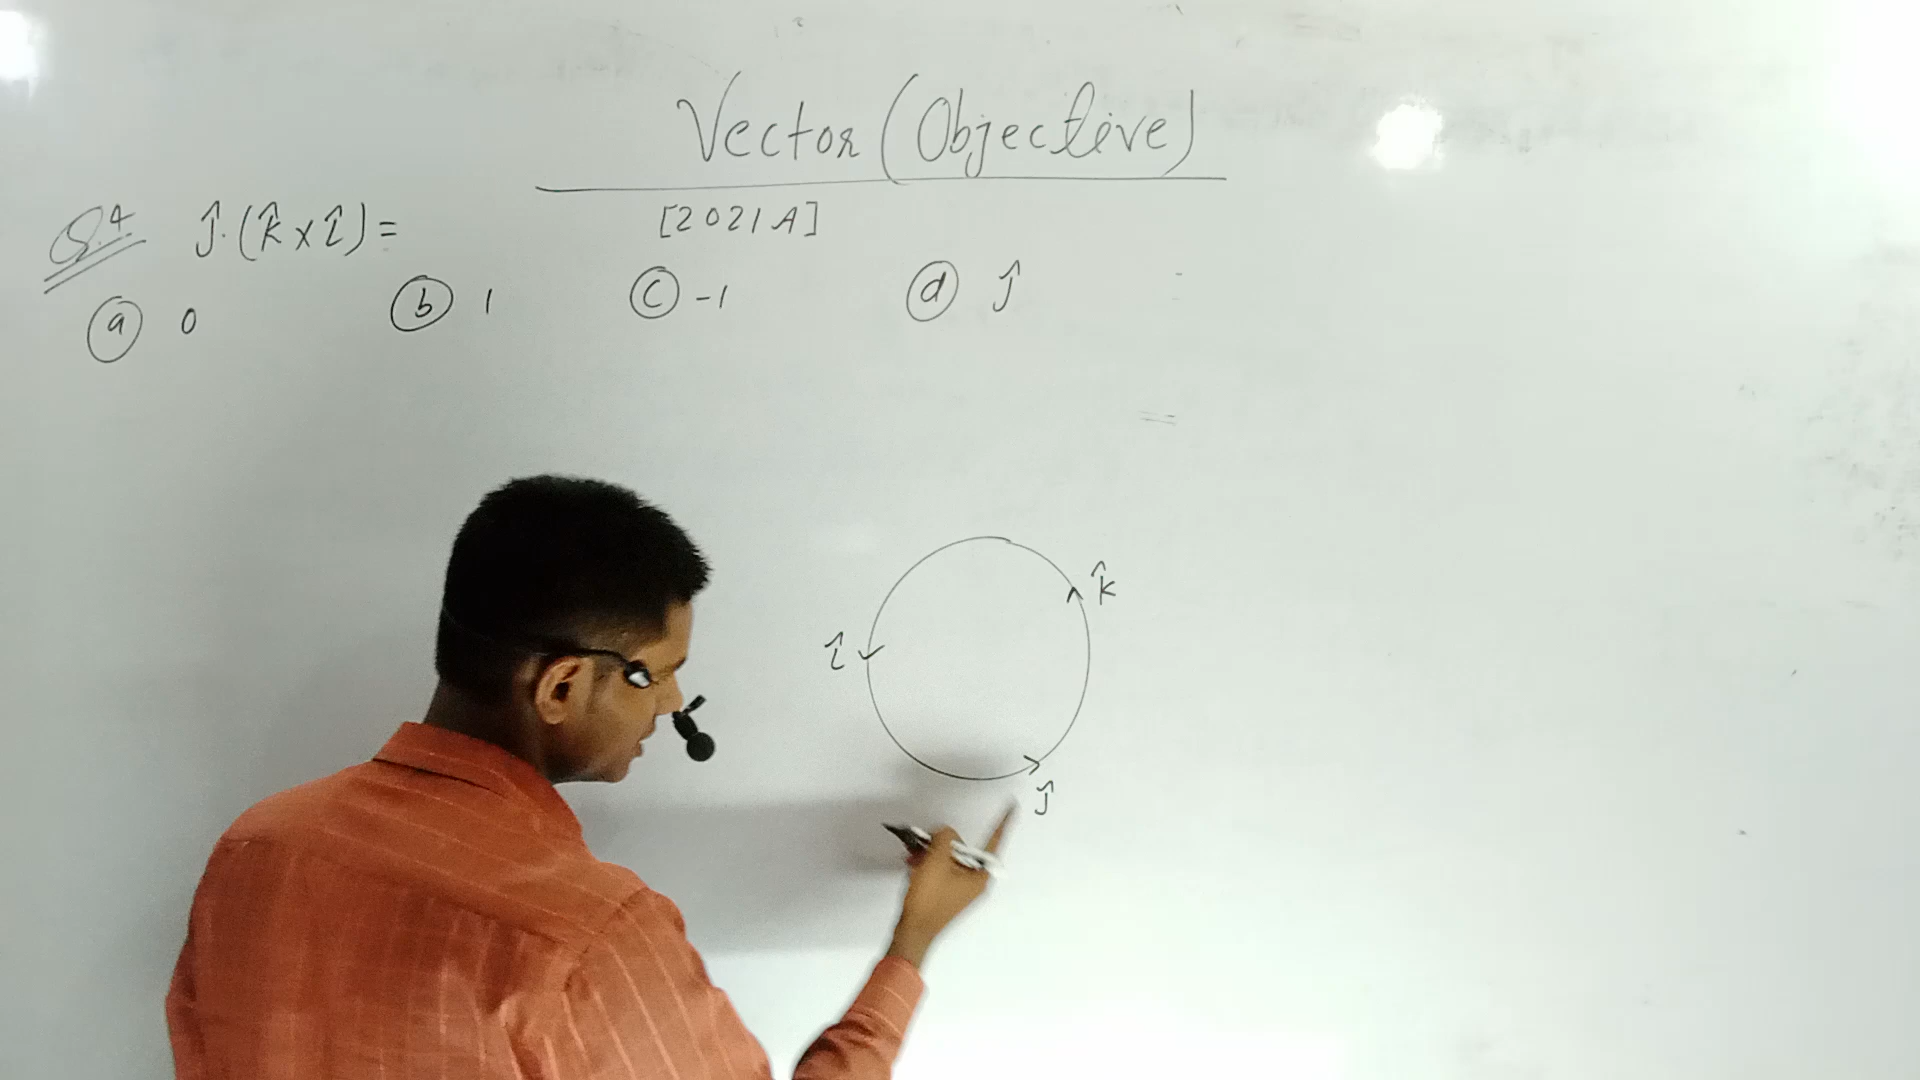 Vector (Objective)
[2021A]
Q.4 ĵ.(k̂ x î) =
(a) 0 (b) 1 (c) -1 (d) ĵ
k̂
î
ĵ